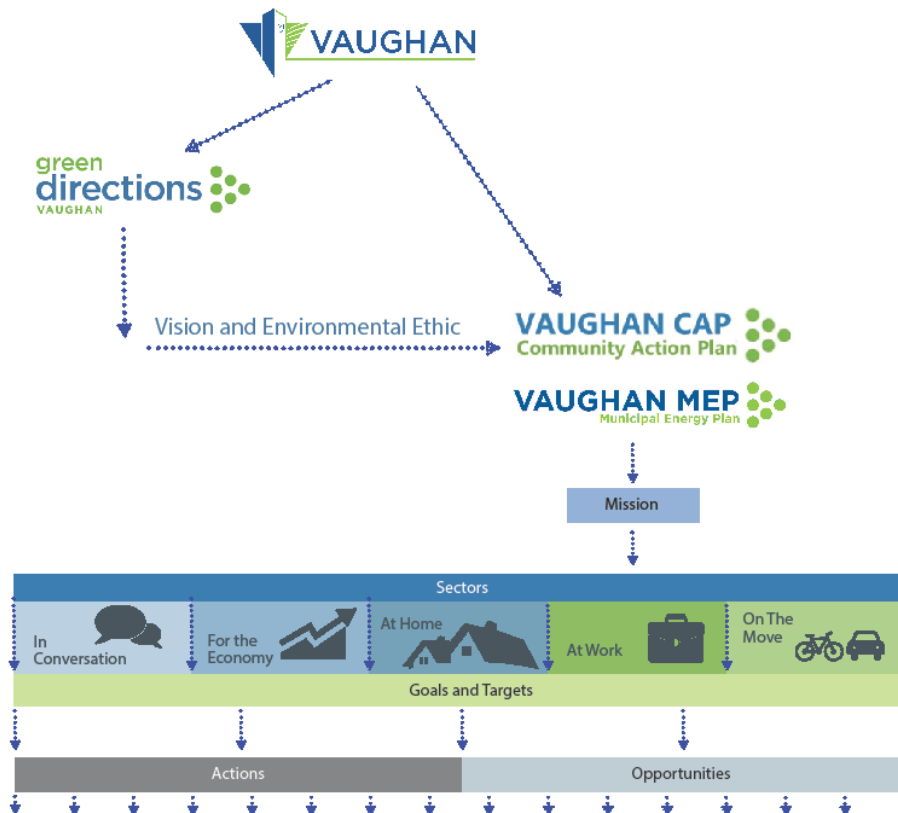 VAUGHAN
green
directions
VAUGHAN
Vision and Environmental Ethic
VAUGHAN CAP
Community Action Plan
VAUGHAN MEP
Municipal Energy Plan
Mission
Sectors
In
Conversation
For the
Economy
At Home
At Work
On The
Move
Goals and Targets
Actions
Opportunities